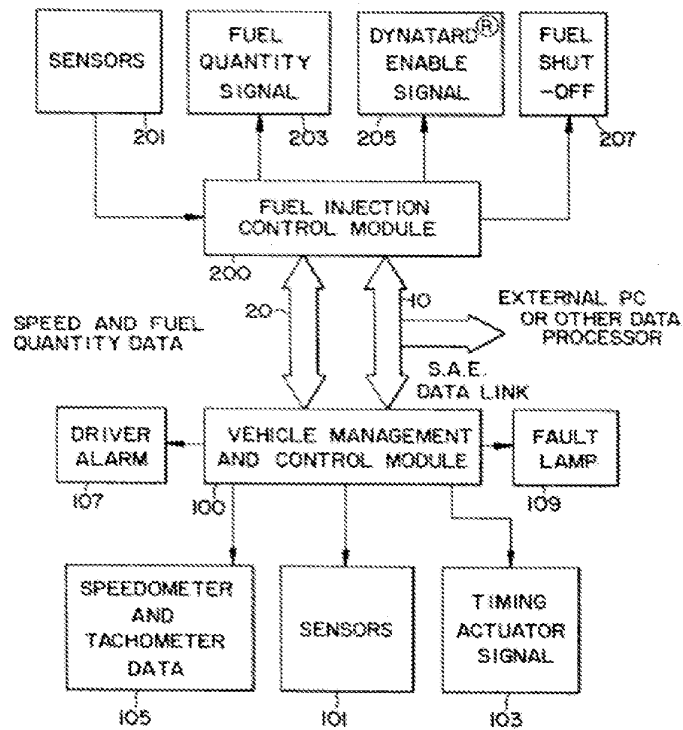 SENSORS
201
FUEL
QUANTITY
SIGNAL
203
DYNATARD®
ENABLE
SIGNAL
205
FUEL
SHUT
-OFF
207
FUEL INJECTION
CONTROL MODULE
200
20
10
SPEED AND FUEL
QUANTITY DATA
EXTERNAL PC
OR OTHER DATA
PROCESSOR
S.A.E.
DATA LINK
DRIVER
ALARM
107
VEHICLE MANAGEMENT
AND CONTROL MODULE
100
FAULT
LAMP
109
SPEEDOMETER
AND
TACHOMETER
DATA
105
SENSORS
101
TIMING
ACTUATOR
SIGNAL
103